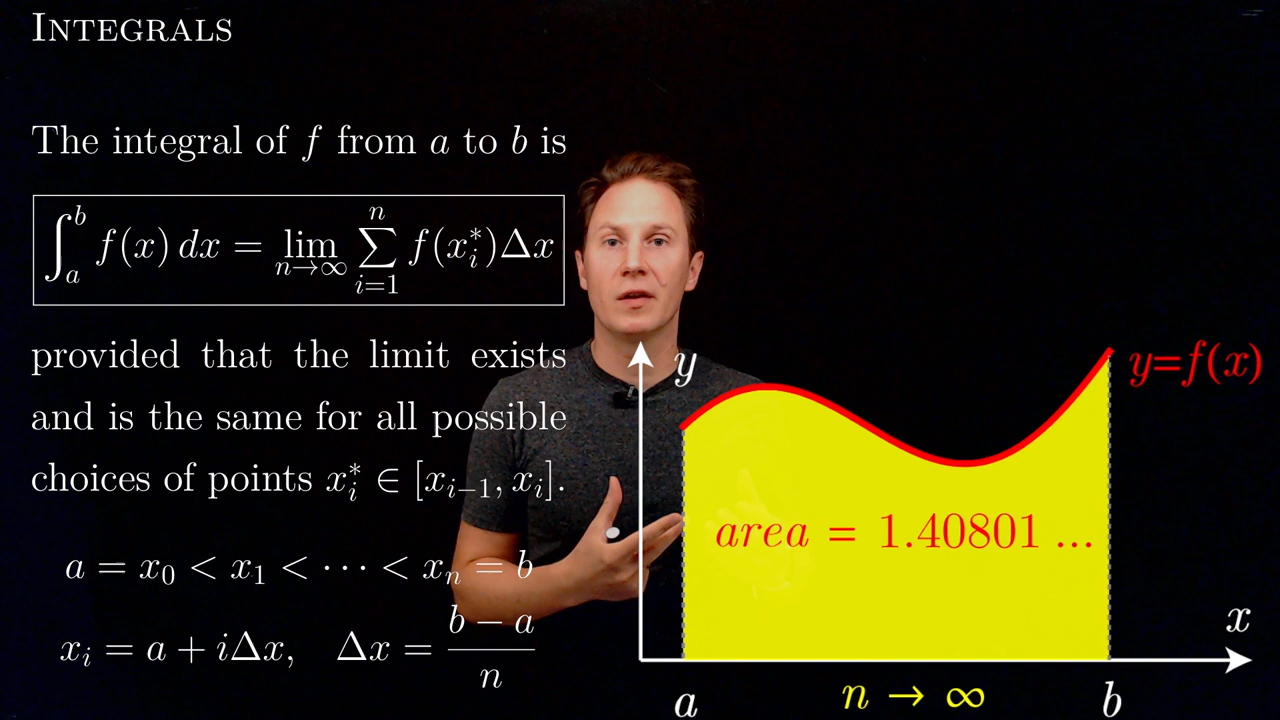 INTEGRALS
The integral of f from a to b is
∫_a^b f(x) dx = lim_{n→∞} ∑_{i=1}^{n} f(x_i^*)Δx
provided that the limit exists
and is the same for all possible
choices of points x_i^* ∈ [x_{i−1}, x_i].
a = x_0 < x_1 < ⋯ < x_n = b
x_i = a + iΔx, Δx = \frac{b − a}{n}
y
y=f(x)
area = 1.40801 ...
x
a
n → ∞
b